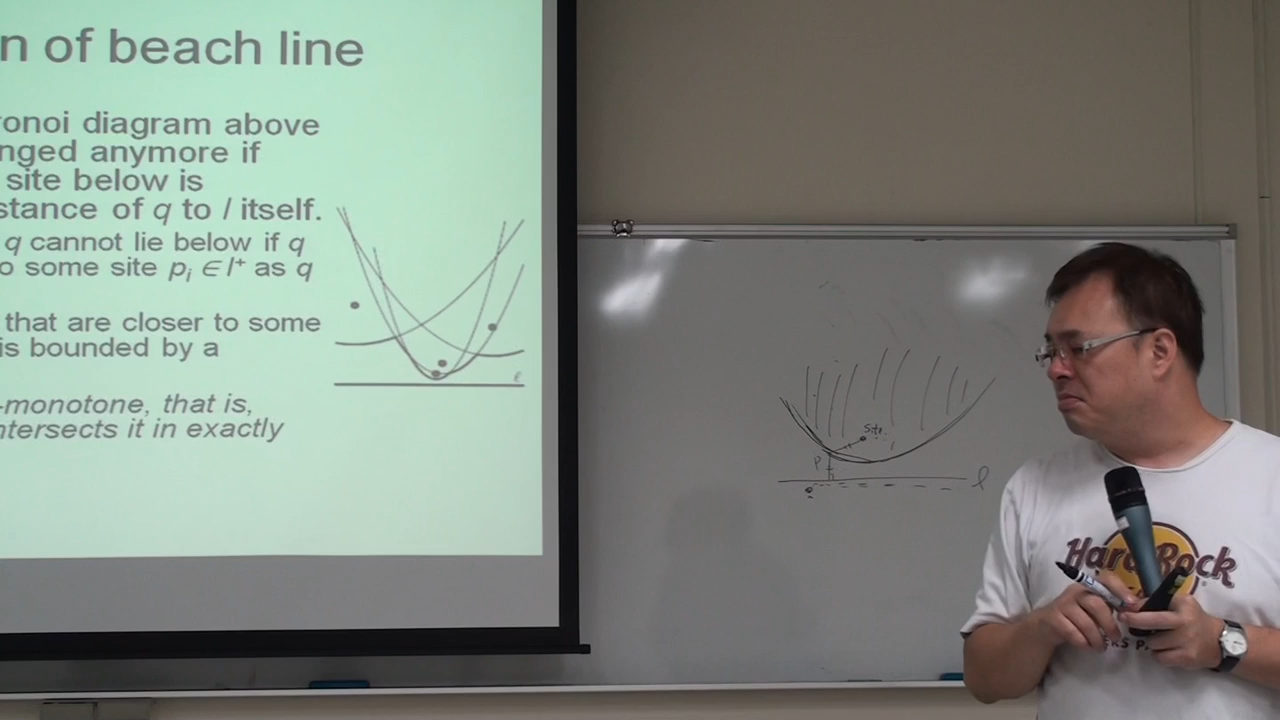 n of beach line
ronoi diagram above
nged anymore if
site below is
stance of q to l itself.
q cannot lie below if q
o some site pᵢ ∈ l⁺ as q
that are closer to some
is bounded by a
-monotone, that is,
ntersects it in exactly
ℓ
Site
P
l
Hard Rock